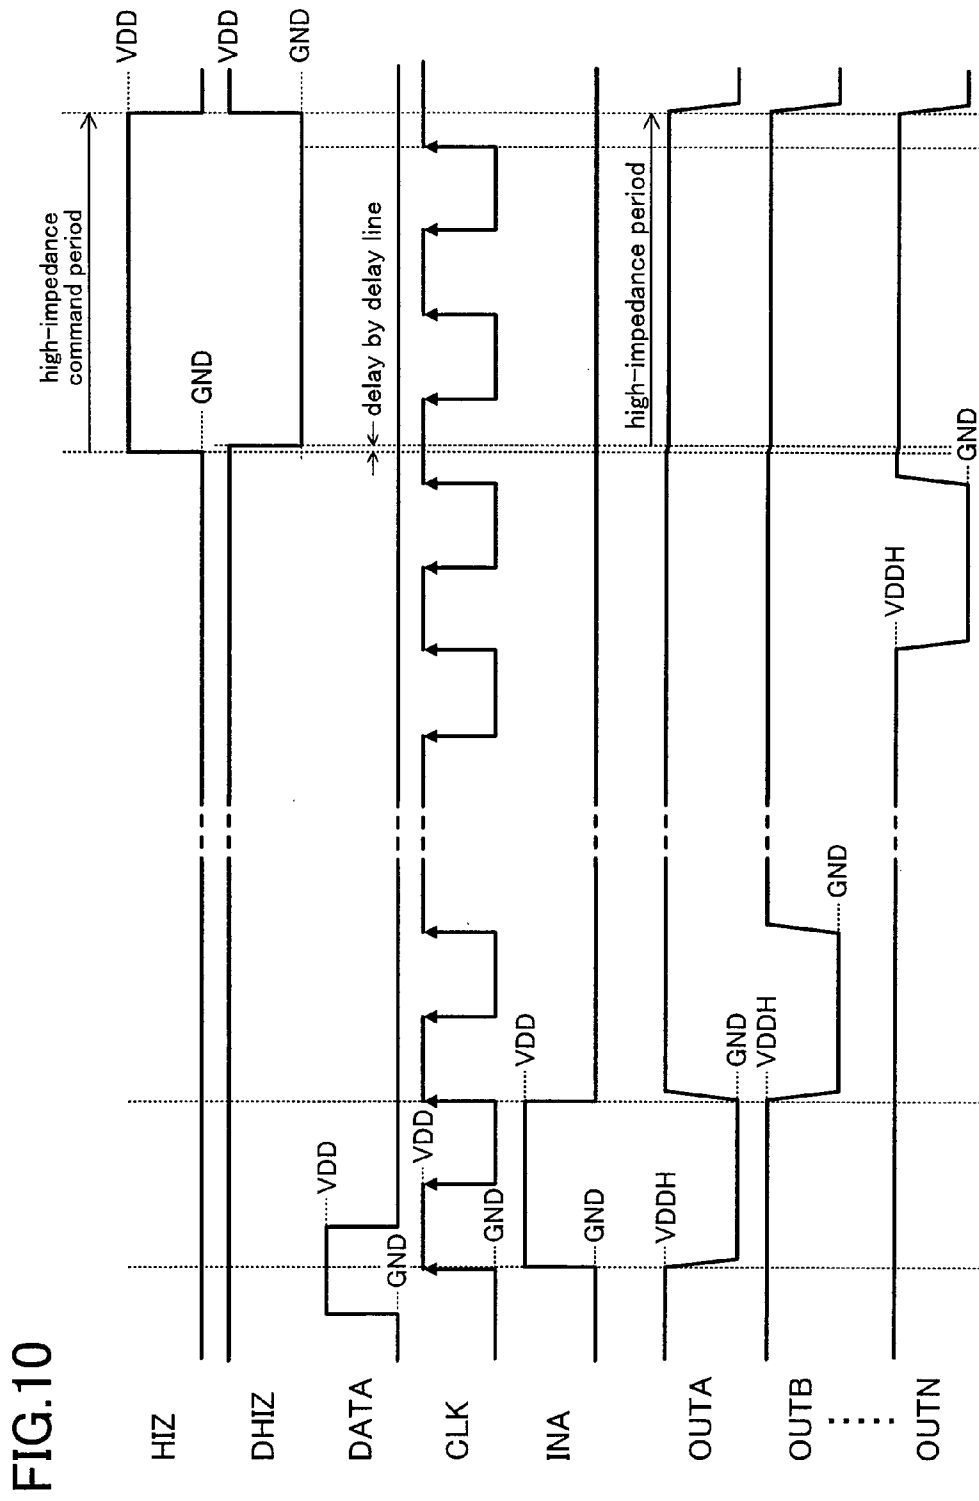 FIG.10
HIZ
VDD
high-impedance
command period
GND
DHIZ
VDD
GND
DATA
VDD
GND
delay by delay line
CLK
VDD
GND
INA
VDD
GND
OUTA
VDDH
GND
high-impedance period
OUTB
VDDH
GND
OUTN
VDDH
GND